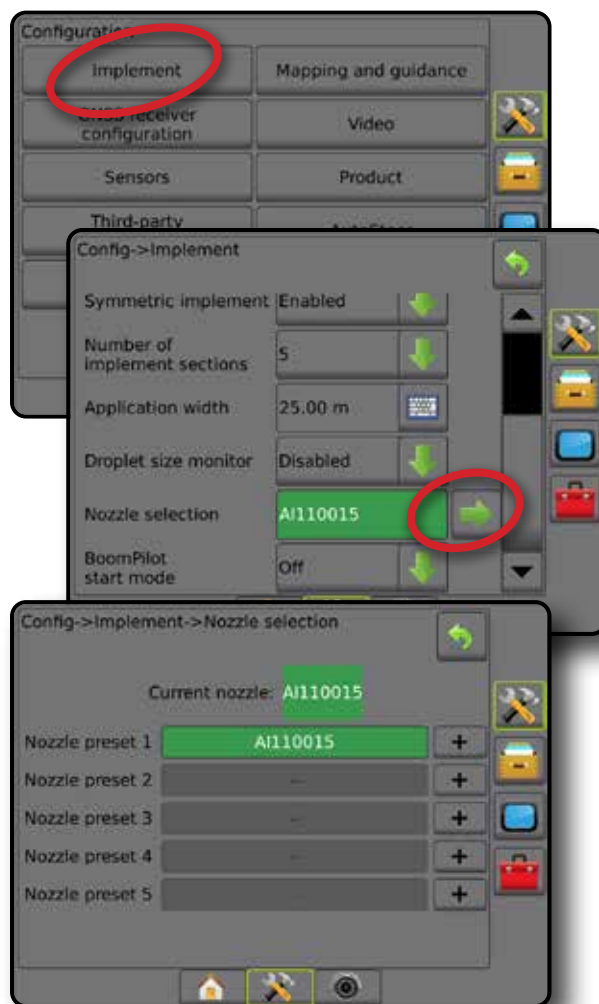 Configuration
Implement
Mapping and guidance
GNSS receiver
configuration
Video
Sensors
Product
Third-party
AutoSteer
Config->Implement
Symmetric implement
Enabled
Number of
implement sections
5
Application width
25.00 m
Droplet size monitor
Disabled
Nozzle selection
AI110015
BoomPilot
start mode
Off
Config->Implement->Nozzle selection
Current nozzle: AI110015
Nozzle preset 1
AI110015
+
Nozzle preset 2
--
+
Nozzle preset 3
--
+
Nozzle preset 4
--
+
Nozzle preset 5
--
+